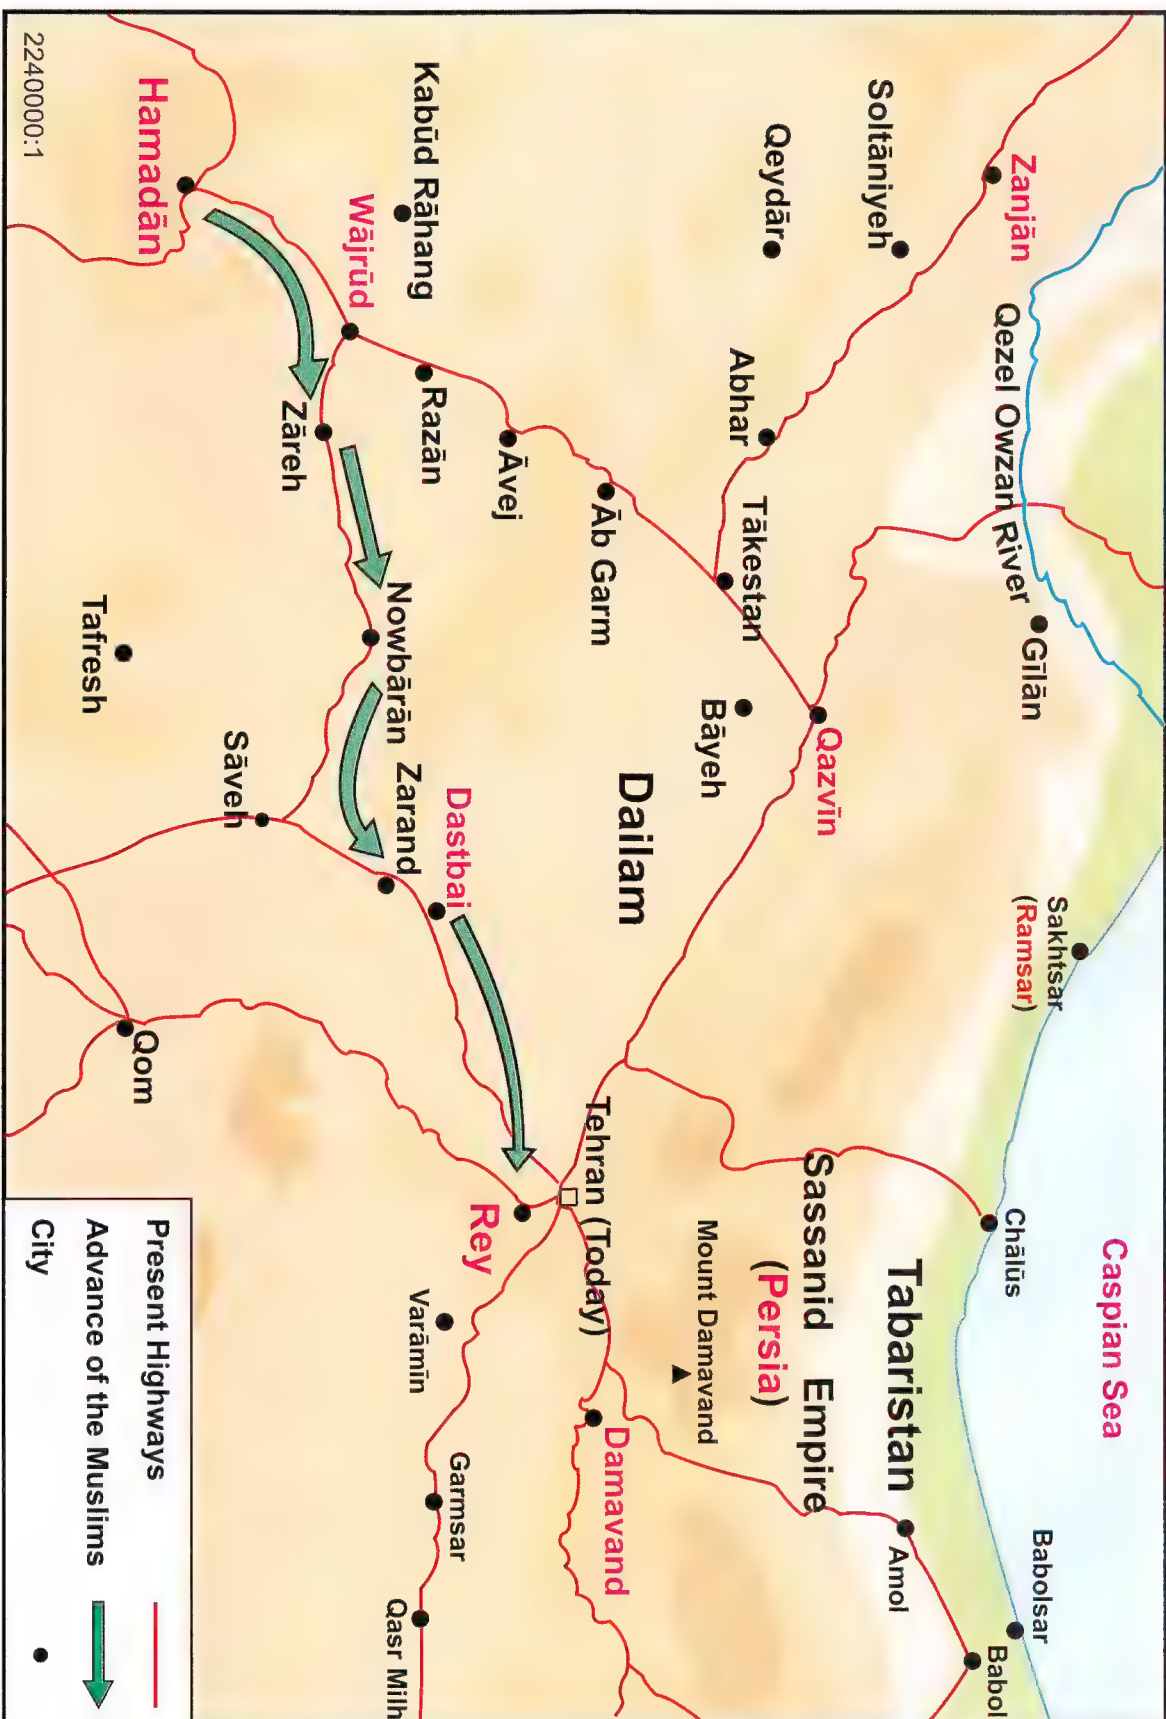 Caspian Sea
Zanjān
Qezel Owzan River
Gīlān
Sakhtsar
(Ramsar)
Chālūs
Babolsar
Babol
Soltāniyeh
Tabaristan
Amol
Qeydār
Abhar
Tākestan
Qazvīn
Bāyeh
Sassanid Empire
(Persia)
Mount Damavand
Dailam
Āb Garm
Tehran (Today)
Damavand
Kabūd Rāhang
Razān
Āvej
Wājrūd
Nowbārān
Zarand
Dastbai
Rey
Varāmīn
Garmsar
Qasr Milh
Zāreh
Sāveh
Hamadān
Tafresh
Qom
2240000:1
Present Highways
Advance of the Muslims
City